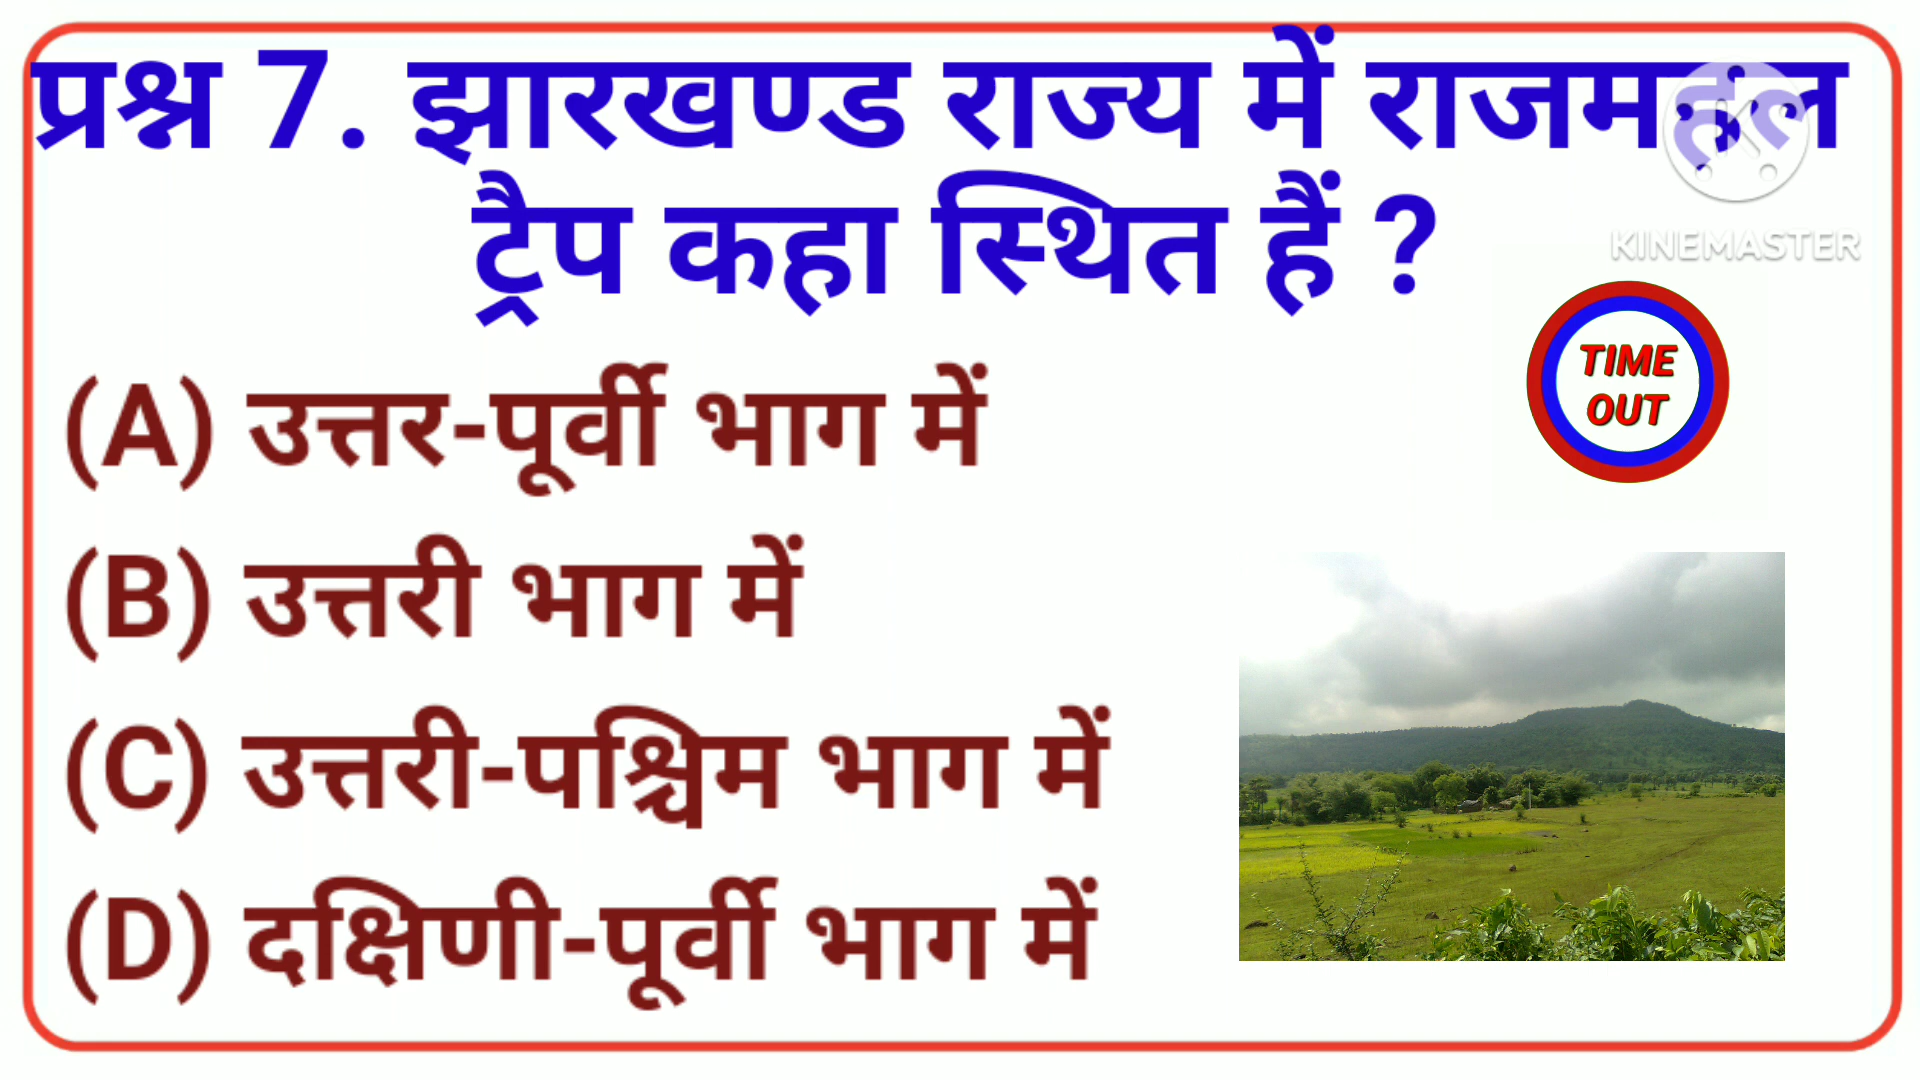 प्रश्न 7. झारखण्ड राज्य में राजमहल
ट्रैप कहा स्थित हैं ?
KINEMASTER
TIME
OUT
(A) उत्तर-पूर्वी भाग में
(B) उत्तरी भाग में
(C) उत्तरी-पश्चिम भाग में
(D) दक्षिणी-पूर्वी भाग में